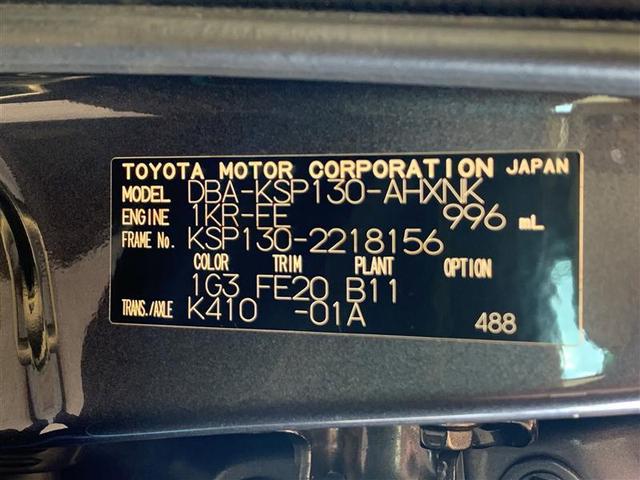 TOYOTA MOTOR CORPORATION JAPAN
MODEL DBA-KSP130-AHXNK
ENGINE 1KR-FE 996 mL
FRAME No. KSP130-2218156
COLOR TRIM PLANT OPTION
1G3 FE20 B11
TRANS./AXLE K410 -01A 488